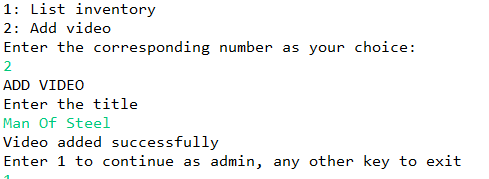 1: List inventory
2: Add video
Enter the corresponding number as your choice:
2
ADD VIDEO
Enter the title
Man Of Steel
Video added successfully
Enter 1 to continue as admin, any other key to exit
1